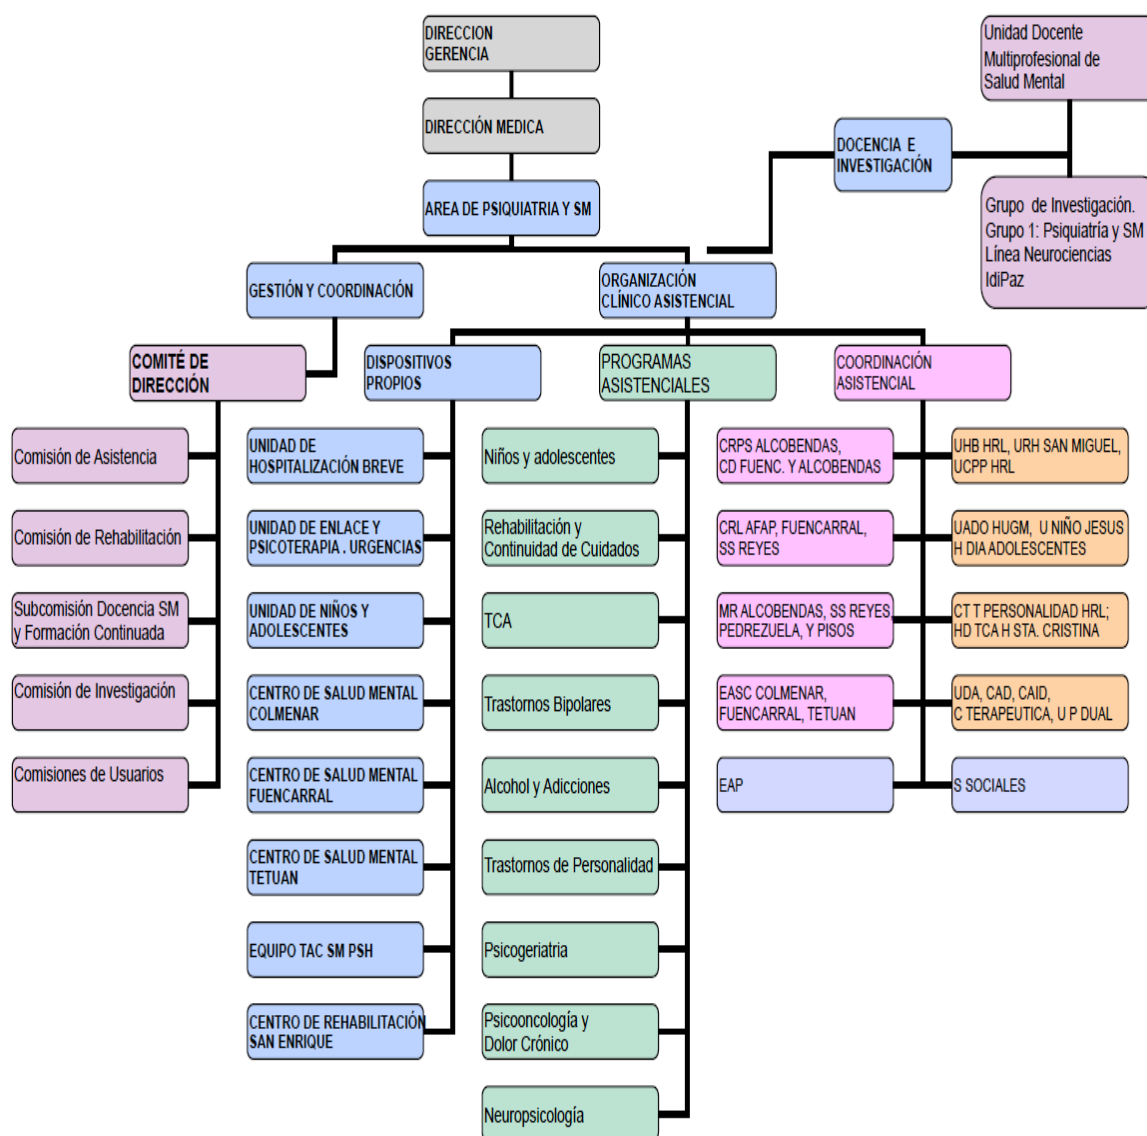 DIRECCION
GERENCIA
DIRECCIÓN MEDICA
AREA DE PSIQUIATRIA Y SM
Unidad Docente
Multiprofesional de
Salud Mental
DOCENCIA E
INVESTIGACIÓN
Grupo de Investigación.
Grupo 1: Psiquiatría y SM
Línea Neurociencias
IdiPaz
GESTIÓN Y COORDINACIÓN
ORGANIZACIÓN
CLÍNICO ASISTENCIAL
COMITÉ DE
DIRECCIÓN
DISPOSITIVOS
PROPIOS
PROGRAMAS
ASISTENCIALES
COORDINACIÓN
ASISTENCIAL
Comisión de Asistencia
Comisión de Rehabilitación
Subcomisión Docencia SM
y Formación Continuada
Comisión de Investigación
Comisiones de Usuarios
UNIDAD DE
HOSPITALIZACIÓN BREVE
UNIDAD DE ENLACE Y
PSICOTERAPIA . URGENCIAS
UNIDAD DE NIÑOS Y
ADOLESCENTES
CENTRO DE SALUD MENTAL
COLMENAR
CENTRO DE SALUD MENTAL
FUENCARRAL
CENTRO DE SALUD MENTAL
TETUAN
EQUIPO TAC SM PSH
CENTRO DE REHABILITACIÓN
SAN ENRIQUE
Niños y adolescentes
Rehabilitación y
Continuidad de Cuidados
TCA
Trastornos Bipolares
Alcohol y Adicciones
Trastornos de Personalidad
Psicogeriatria
Psicooncología y
Dolor Crónico
Neuropsicología
CRPS ALCOBENDAS,
CD FUENC. Y ALCOBENDAS
CRL AFAP, FUENCARRAL,
SS REYES
MR ALCOBENDAS, SS REYES,
PEDREZUELA, Y PISOS
EASC COLMENAR,
FUENCARRAL, TETUAN
EAP
UHB HRL, URH SAN MIGUEL,
UCPP HRL
UADO HUGM, U NIÑO JESUS
H DIA ADOLESCENTES
CT T PERSONALIDAD HRL;
HD TCA H STA. CRISTINA
UDA, CAD, CAID,
C TERAPEUTICA, U P DUAL
S SOCIALES